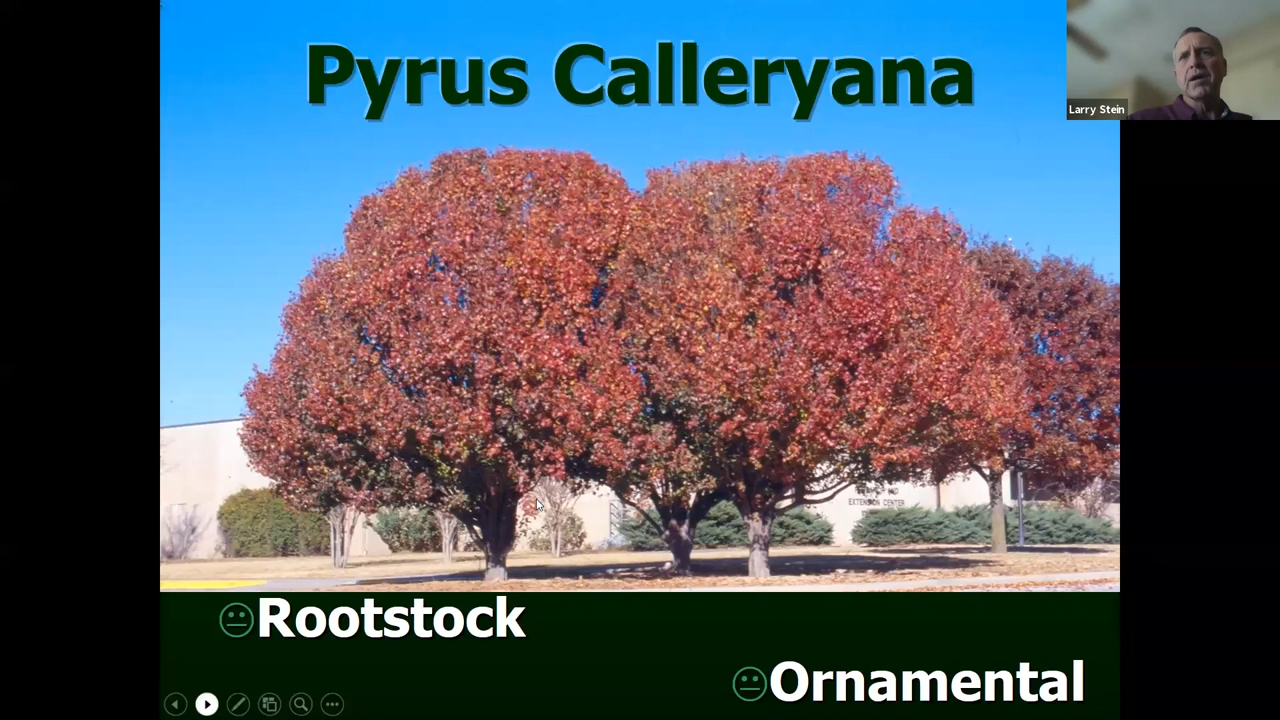 Pyrus Calleryana
Larry Stein
EXTENSION CENTER
Rootstock
Ornamental